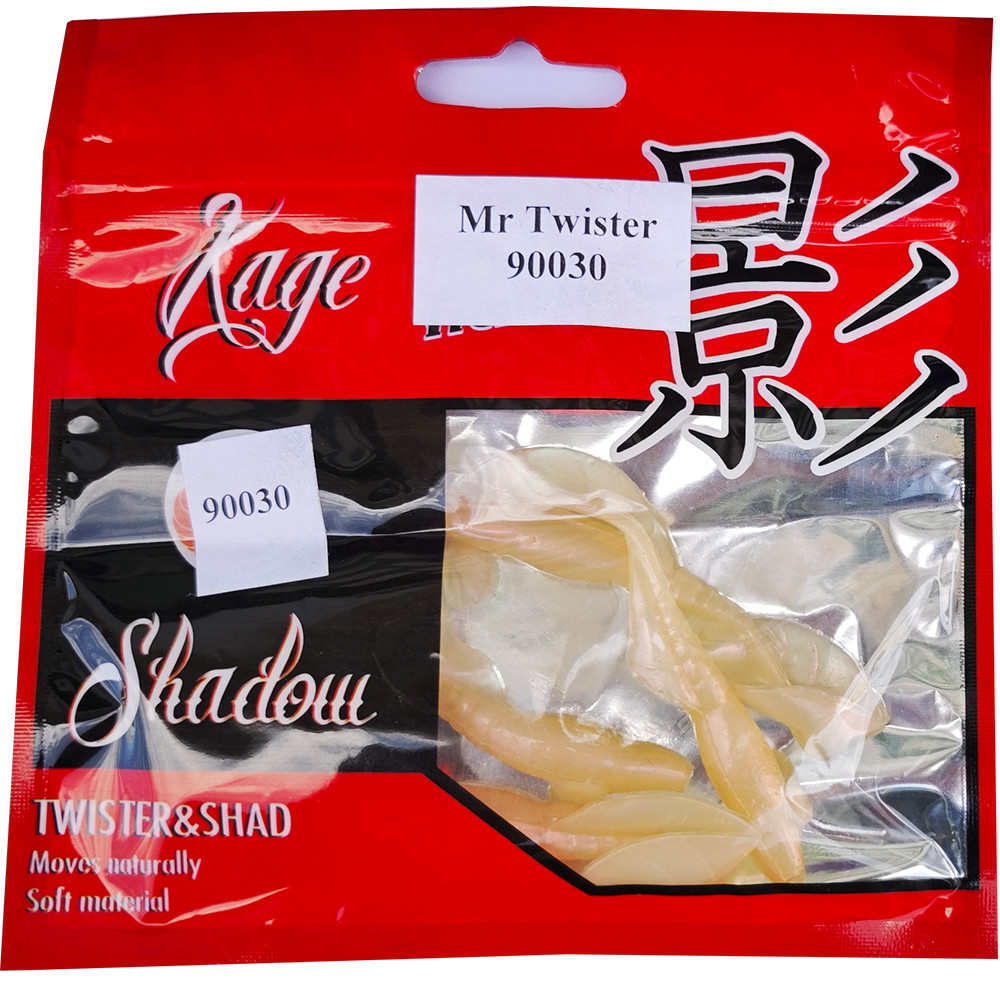 Mr Twister
90030
Kage
影
90030
Shadow
TWISTER&SHAD
Moves naturally
Soft material